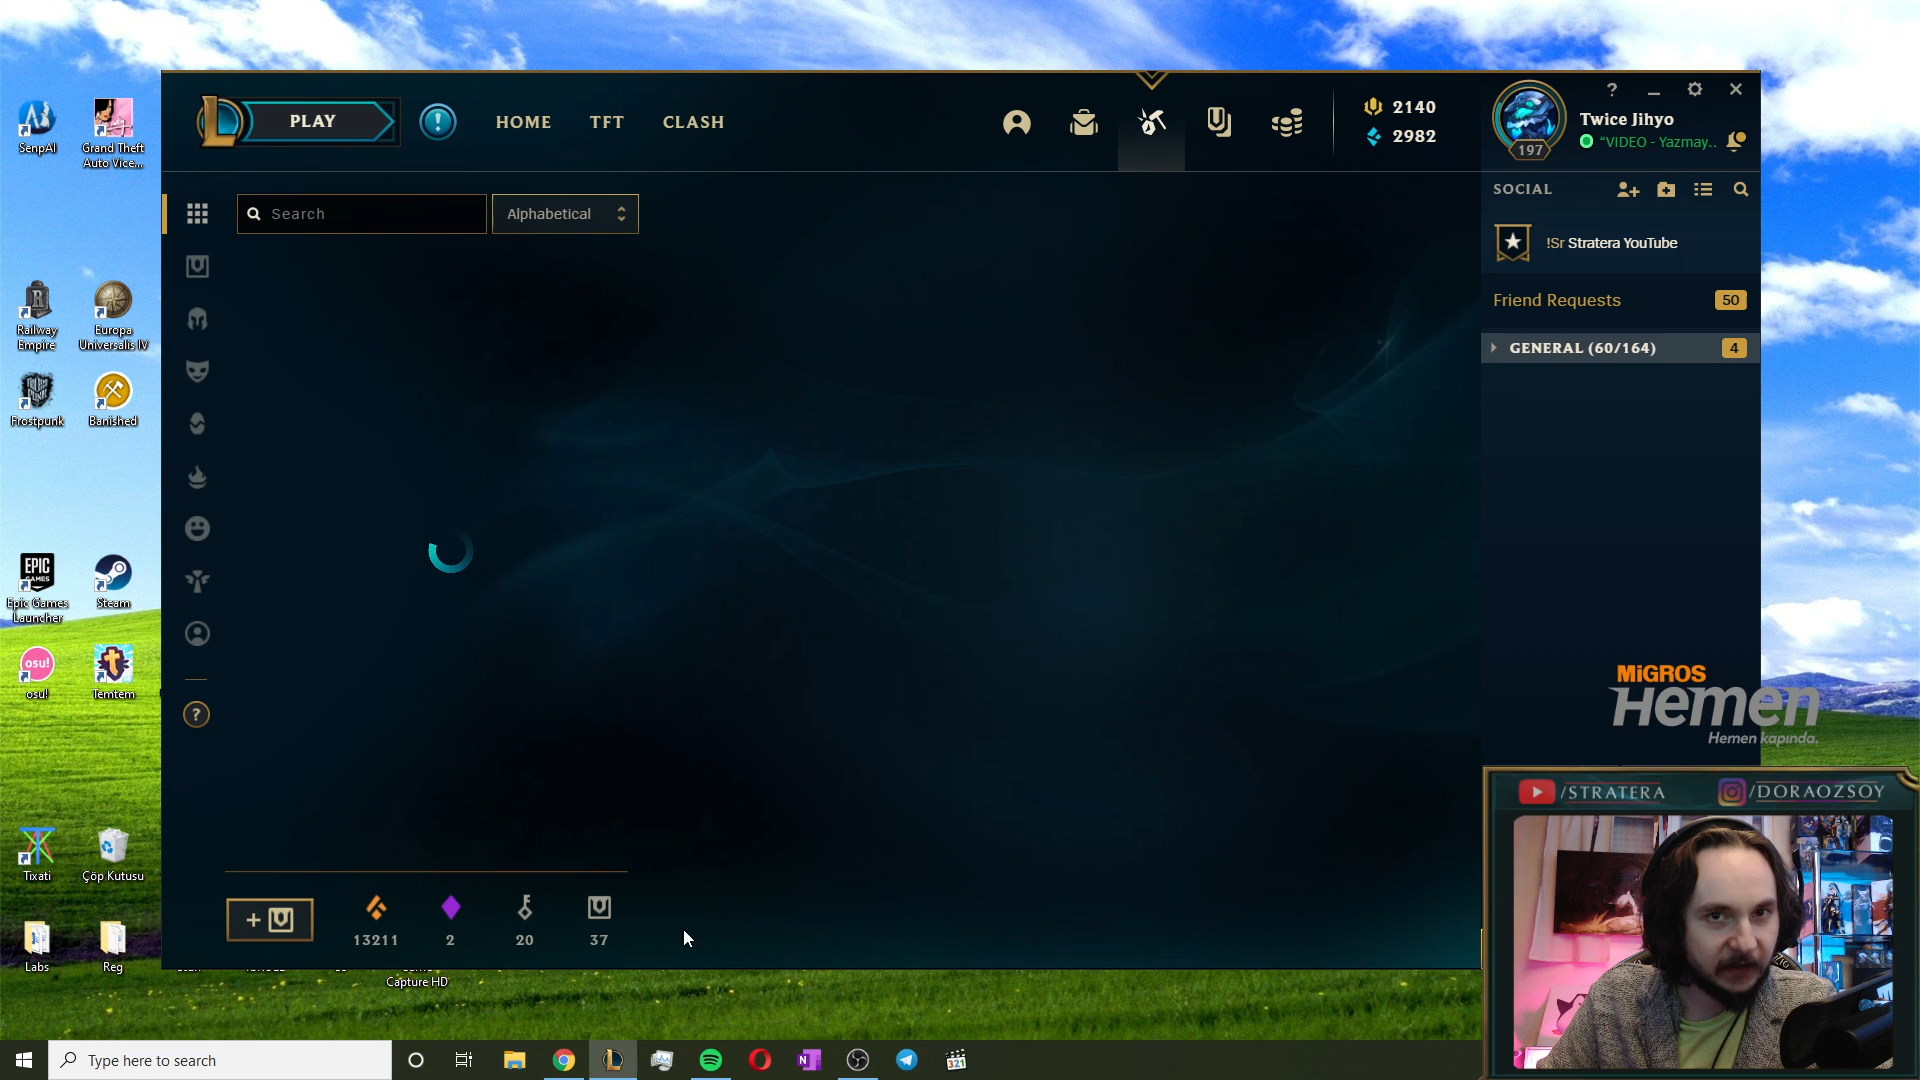 PLAY
HOME
TFT
CLASH
2140
2982
197
Twice Jihyo
“VIDEO - Yazmay..
Search
Alphabetical
SOCIAL
!Sr Stratera YouTube
Friend Requests
50
GENERAL (60/164)
4
SenpAI
Grand Theft
Auto Vice...
Railway
Empire
Europa
Universalis IV
Frostpunk
Banished
EPIC
GAMES
Epic Games
Launcher
Steam
osu!
osu!
Temtem
Tixati
Çöp Kutusu
Labs
Reg
Capture HD
13211
2
20
37
MiGROS
Hemen
Hemen kapında.
/STRATERA
/DORAOZSOY
Type here to search
N
321